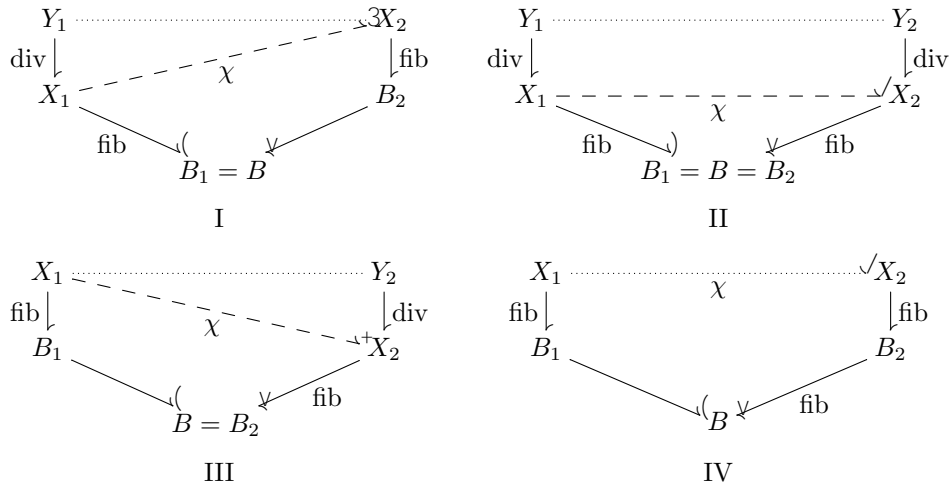 Y₁ X₂ Y₁ Y₂
div fib div div
χ
X₁ B₂ X₁ χ X₂
fib fib fib
B₁ = B B₁ = B = B₂
I II
X₁ Y₂ X₁ χ X₂
fib χ div fib fib
B₁ X₂ B₁ B₂
fib fib
B = B₂ B
III IV